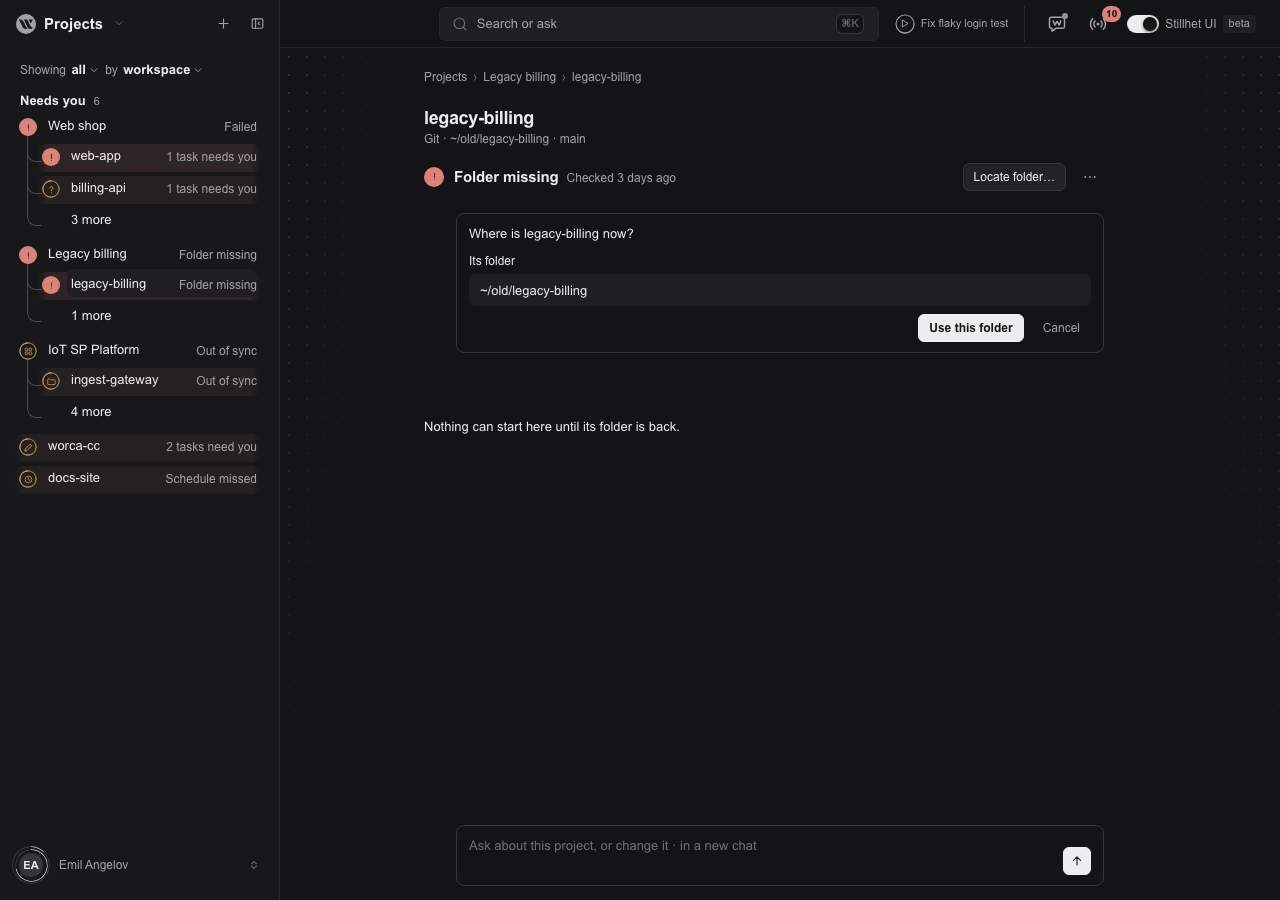 Projects
Search or ask
⌘K
Fix flaky login test
10
Stillhet UI
beta
Showing all by workspace
Needs you 6
Web shop Failed
web-app 1 task needs you
billing-api 1 task needs you
3 more
Legacy billing Folder missing
legacy-billing Folder missing
1 more
IoT SP Platform Out of sync
ingest-gateway Out of sync
4 more
worca-cc 2 tasks need you
docs-site Schedule missed
EA Emil Angelov
Projects › Legacy billing › legacy-billing
legacy-billing
Git · ~/old/legacy-billing · main
Folder missing Checked 3 days ago
Locate folder…
Where is legacy-billing now?
Its folder
~/old/legacy-billing
Use this folder Cancel
Nothing can start here until its folder is back.
Ask about this project, or change it · in a new chat